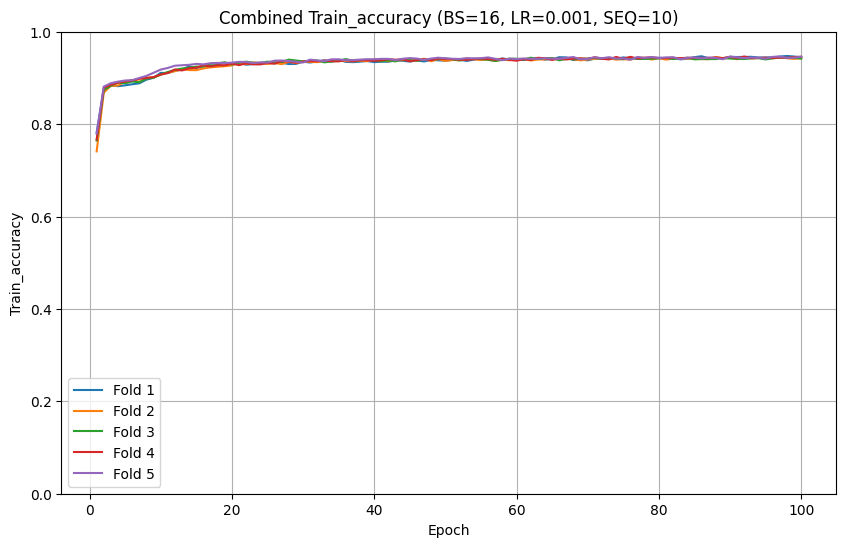 Combined Train_accuracy (BS=16, LR=0.001, SEQ=10)
1.0
0.8
0.6
0.4
0.2
0.0
Train_accuracy
Fold 1
Fold 2
Fold 3
Fold 4
Fold 5
0 20 40 60 80 100
Epoch